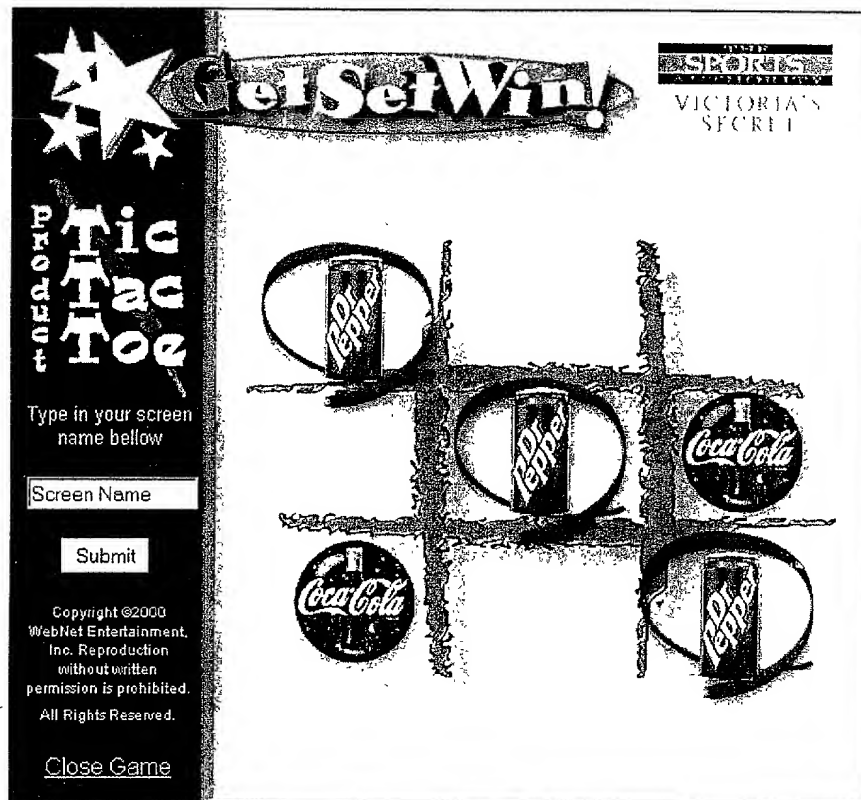 GetSetWin!
THE
SPORTS
AUTHORITY
VICTORIA'S
SECRET
Product
Tic
Tac
Toe
Type in your screen
name bellow
Screen Name
Submit
Copyright ©2000
WebNet Entertainment,
Inc. Reproduction
without written
permission is prohibited.
All Rights Reserved.
Close Game
Dr
Pepper
Dr
Pepper
Coca-Cola
Coca-Cola
Dr
Pepper